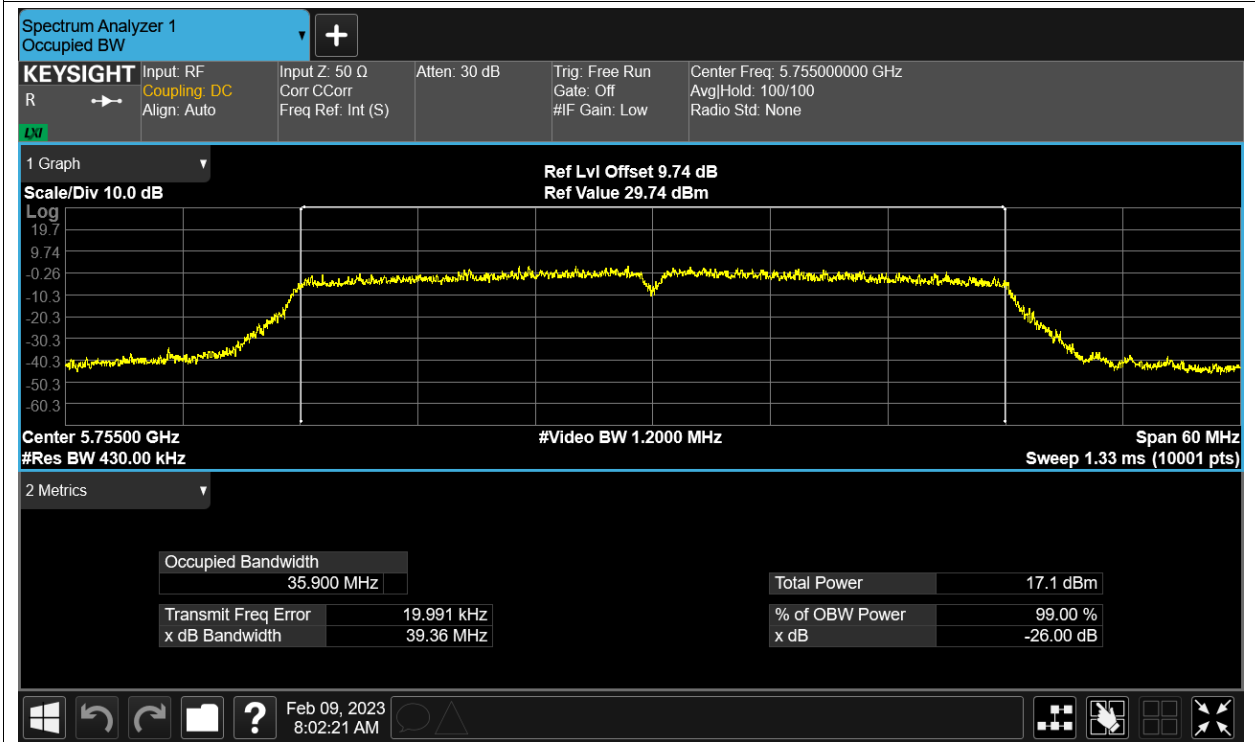 Spectrum Analyzer 1
Occupied BW
KEYSIGHT Input: RF Input Z: 50 Ω Atten: 30 dB Trig: Free Run Center Freq: 5.755000000 GHz
R Coupling: DC Corr CCorr Gate: Off Avg|Hold: 100/100
Align: Auto Freq Ref: Int (S) #IF Gain: Low Radio Std: None
LXI
1 Graph
Ref Lvl Offset 9.74 dB
Scale/Div 10.0 dB Ref Value 29.74 dBm
Log
19.7
9.74
-0.26
-10.3
-20.3
-30.3
-40.3
-50.3
-60.3
Center 5.75500 GHz #Video BW 1.2000 MHz Span 60 MHz
#Res BW 430.00 kHz Sweep 1.33 ms (10001 pts)
2 Metrics
Occupied Bandwidth
35.900 MHz Total Power 17.1 dBm
Transmit Freq Error 19.991 kHz % of OBW Power 99.00 %
x dB Bandwidth 39.36 MHz x dB -26.00 dB
? Feb 09, 2023
8:02:21 AM